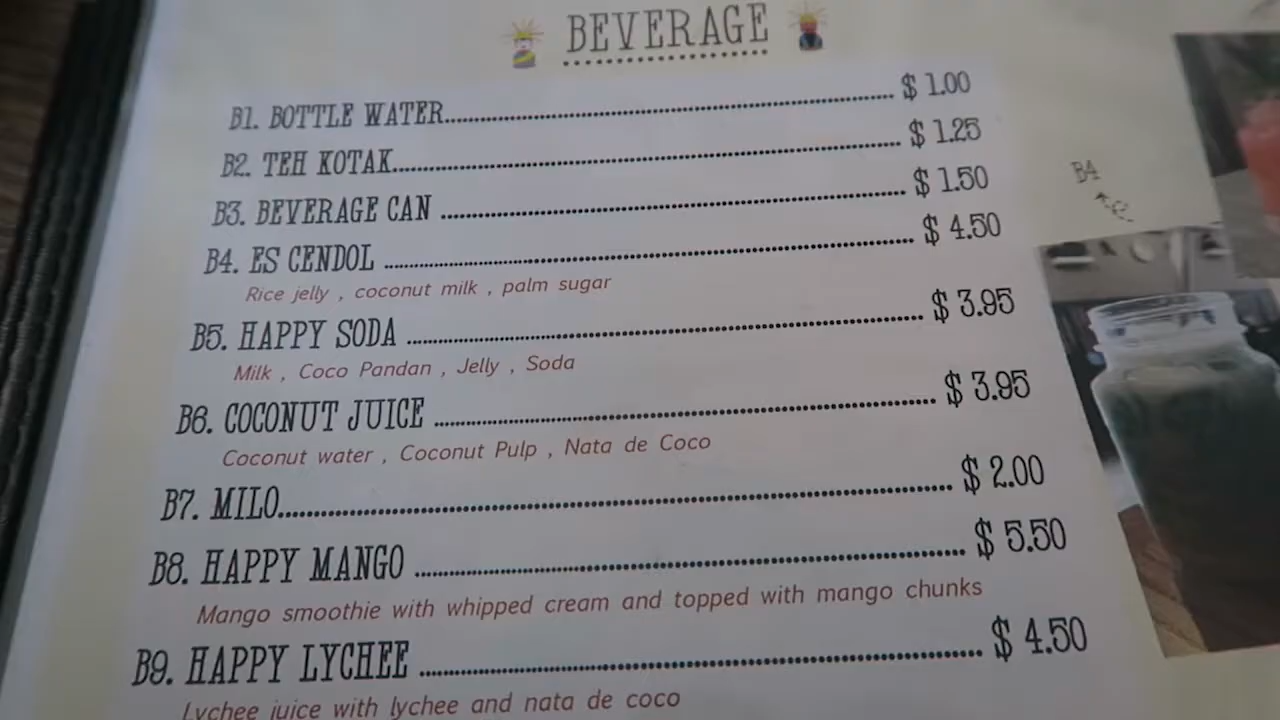 BEVERAGE
B1. BOTTLE WATER........ $ 1.00
B2. TEH KOTAK........ $ 1.25
B3. BEVERAGE CAN ........ $ 1.50
B4. ES CENDOL ........ $ 4.50
Rice jelly , coconut milk , palm sugar
B5. HAPPY SODA ........ $ 3.95
Milk , Coco Pandan , Jelly , Soda
B6. COCONUT JUICE ........ $ 3.95
Coconut water , Coconut Pulp , Nata de Coco
B7. MILO........ $ 2.00
B8. HAPPY MANGO ........ $ 5.50
Mango smoothie with whipped cream and topped with mango chunks
B9. HAPPY LYCHEE ........ $ 4.50
Lychee juice with lychee and nata de coco
B4